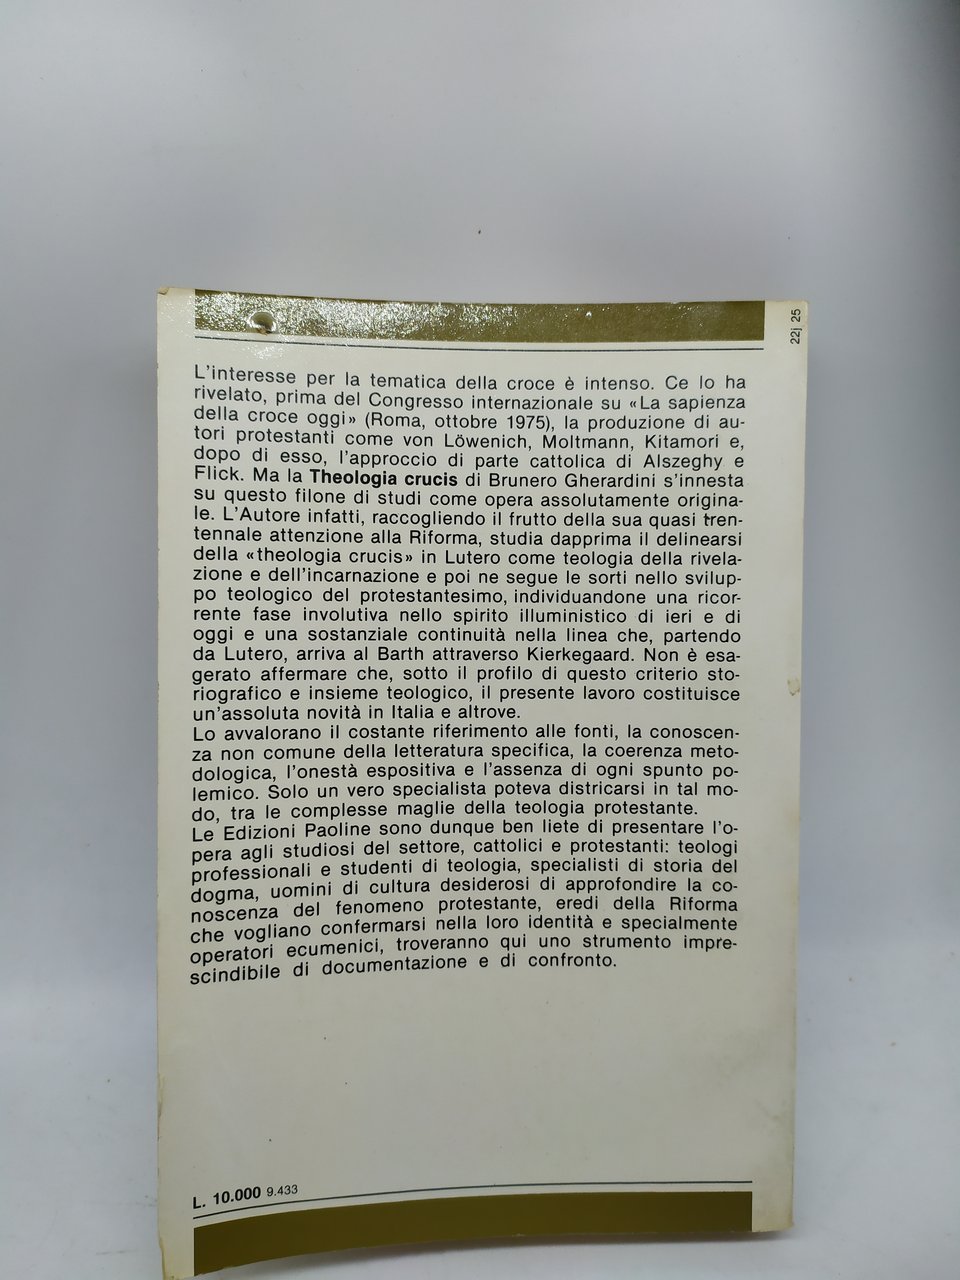 22j 25
L'interesse per la tematica della croce è intenso. Ce lo ha
rivelato, prima del Congresso internazionale su «La sapienza
della croce oggi» (Roma, ottobre 1975), la produzione di au-
tori protestanti come von Löwenich, Moltmann, Kitamori e,
dopo di esso, l'approccio di parte cattolica di Alszeghy e
Flick. Ma la Theologia crucis di Brunero Gherardini s'innesta
su questo filone di studi come opera assolutamente origina-
le. L'Autore infatti, raccogliendo il frutto della sua quasi tren-
tennale attenzione alla Riforma, studia dapprima il delinearsi
della «theologia crucis» in Lutero come teologia della rivela-
zione e dell'incarnazione e poi ne segue le sorti nello svilup-
po teologico del protestantesimo, individuandone una ricor-
rente fase involutiva nello spirito illuministico di ieri e di
oggi e una sostanziale continuità nella linea che, partendo
da Lutero, arriva al Barth attraverso Kierkegaard. Non è esa-
gerato affermare che, sotto il profilo di questo criterio sto-
riografico e insieme teologico, il presente lavoro costituisce
un'assoluta novità in Italia e altrove.
Lo avvalorano il costante riferimento alle fonti, la conoscen-
za non comune della letteratura specifica, la coerenza meto-
dologica, l'onestà espositiva e l'assenza di ogni spunto po-
lemico. Solo un vero specialista poteva districarsi in tal mo-
do, tra le complesse maglie della teologia protestante.
Le Edizioni Paoline sono dunque ben liete di presentare l'o-
pera agli studiosi del settore, cattolici e protestanti: teologi
professionali e studenti di teologia, specialisti di storia del
dogma, uomini di cultura desiderosi di approfondire la co-
noscenza del fenomeno protestante, eredi della Riforma
che vogliano confermarsi nella loro identità e specialmente
operatori ecumenici, troveranno qui uno strumento impre-
scindibile di documentazione e di confronto.
L. 10.000 9.433